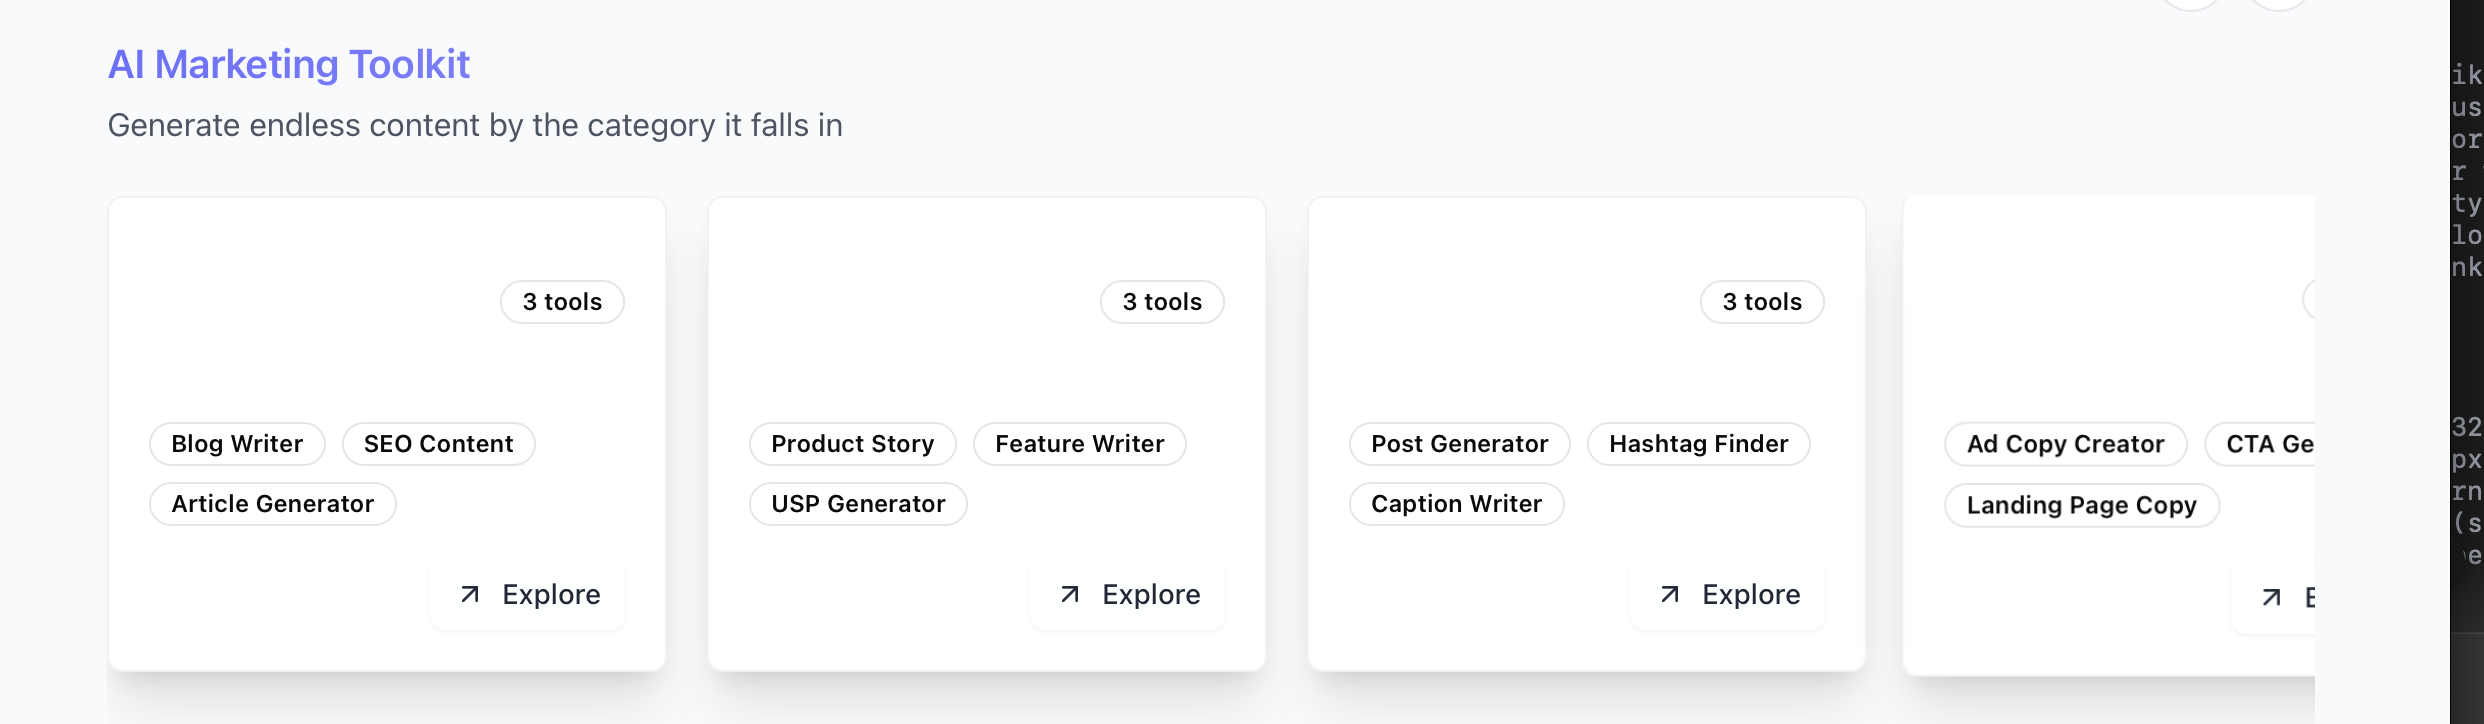 AI Marketing Toolkit
Generate endless content by the category it falls in
3 tools
Blog Writer
SEO Content
Article Generator
Explore
3 tools
Product Story
Feature Writer
USP Generator
Explore
3 tools
Post Generator
Hashtag Finder
Caption Writer
Explore
Ad Copy Creator
CTA Ge
Landing Page Copy
E
ik
us
or
r
ty
lo
nk
32
px
rn
(s
e